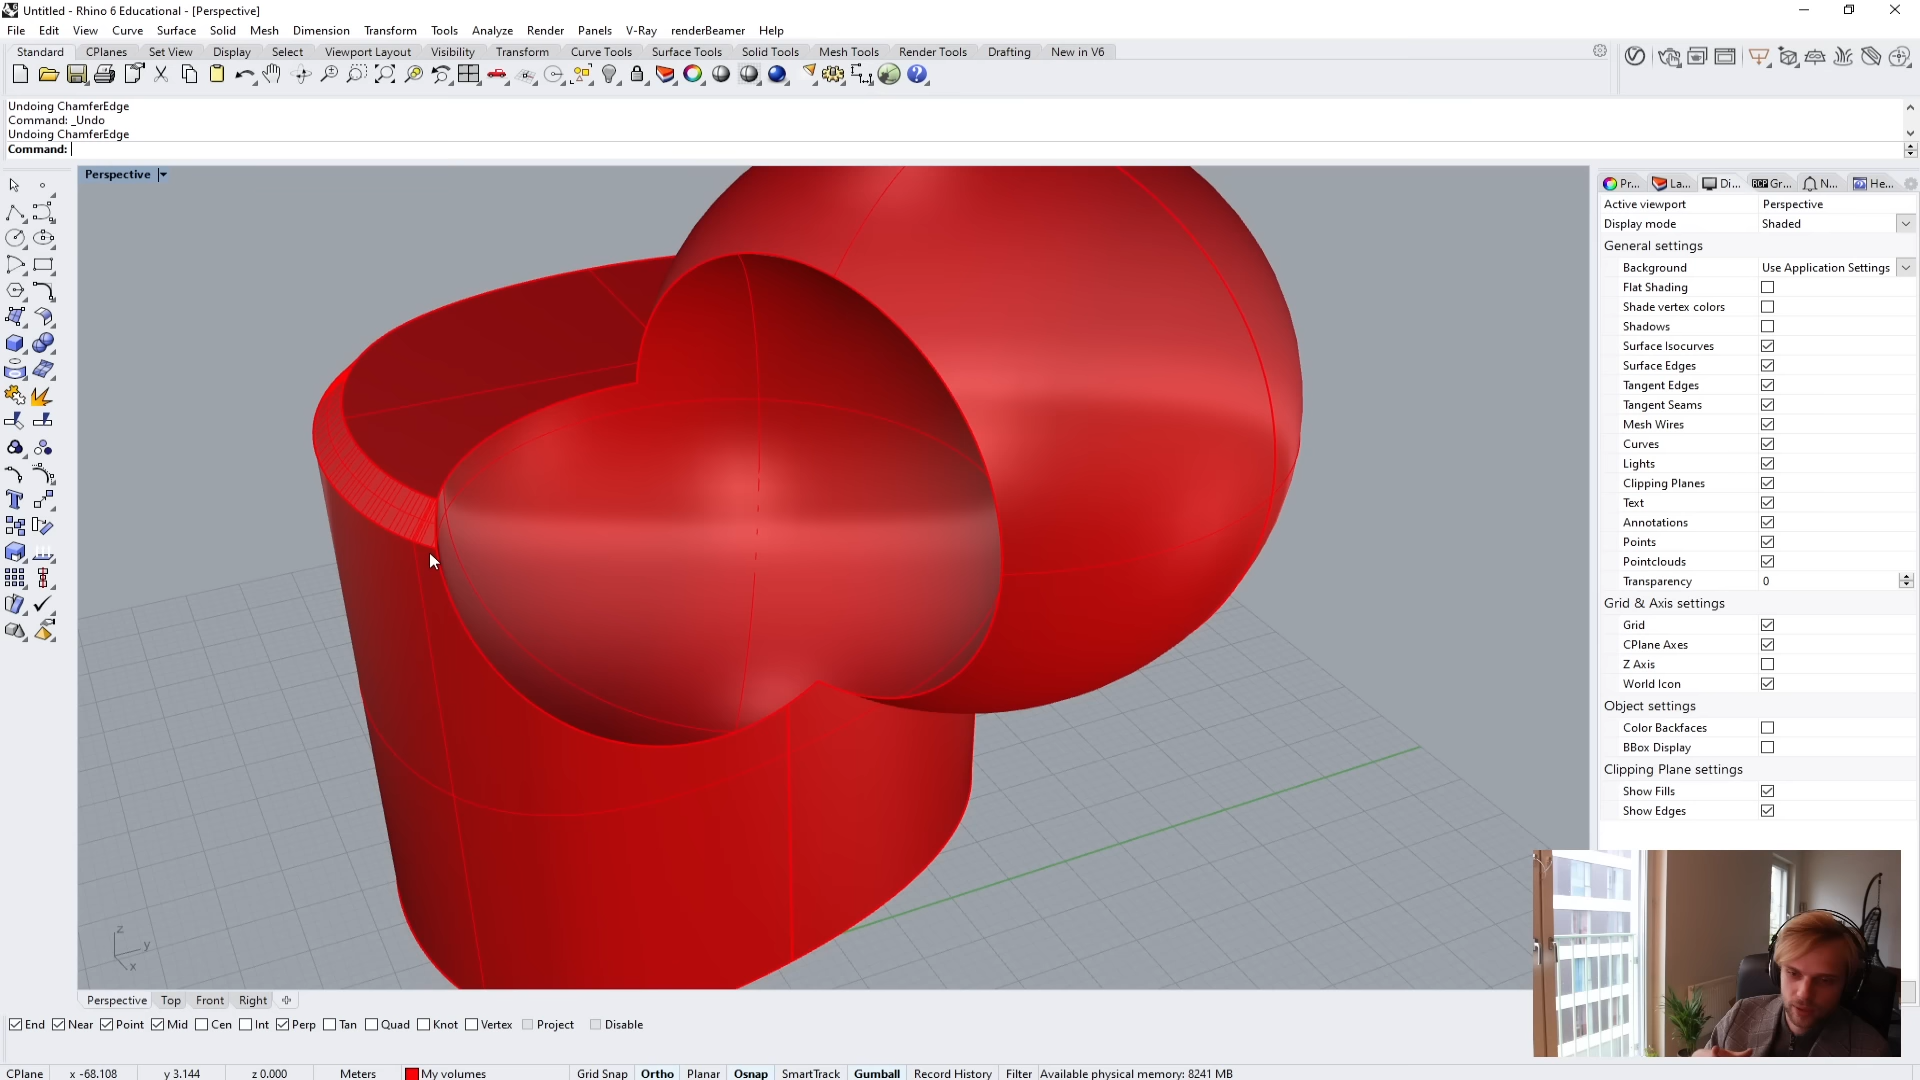 Untitled - Rhino 6 Educational - [Perspective]
File Edit View Curve Surface Solid Mesh Dimension Transform Tools Analyze Render Panels V-Ray renderBeamer Help
Standard CPlanes Set View Display Select Viewport Layout Visibility Transform Curve Tools Surface Tools Solid Tools Mesh Tools Render Tools Drafting New in V6
Undoing ChamferEdge
Command: _Undo
Undoing ChamferEdge
Command:
Perspective
Pr... La... Di... Gr... N... He...
Active viewport Perspective
Display mode Shaded
General settings
Background Use Application Settings
Flat Shading
Shade vertex colors
Shadows
Surface Isocurves
Surface Edges
Tangent Edges
Tangent Seams
Mesh Wires
Curves
Lights
Clipping Planes
Text
Annotations
Points
Pointclouds
Transparency 0
Grid & Axis settings
Grid
CPlane Axes
Z Axis
World Icon
Object settings
Color Backfaces
BBox Display
Clipping Plane settings
Show Fills
Show Edges
z
y
x
Perspective Top Front Right
End Near Point Mid Cen Int Perp Tan Quad Knot Vertex Project Disable
CPlane x -68.108 y 3.144 z 0.000 Meters My volumes Grid Snap Ortho Planar Osnap SmartTrack Gumball Record History Filter Available physical memory: 8241 MB